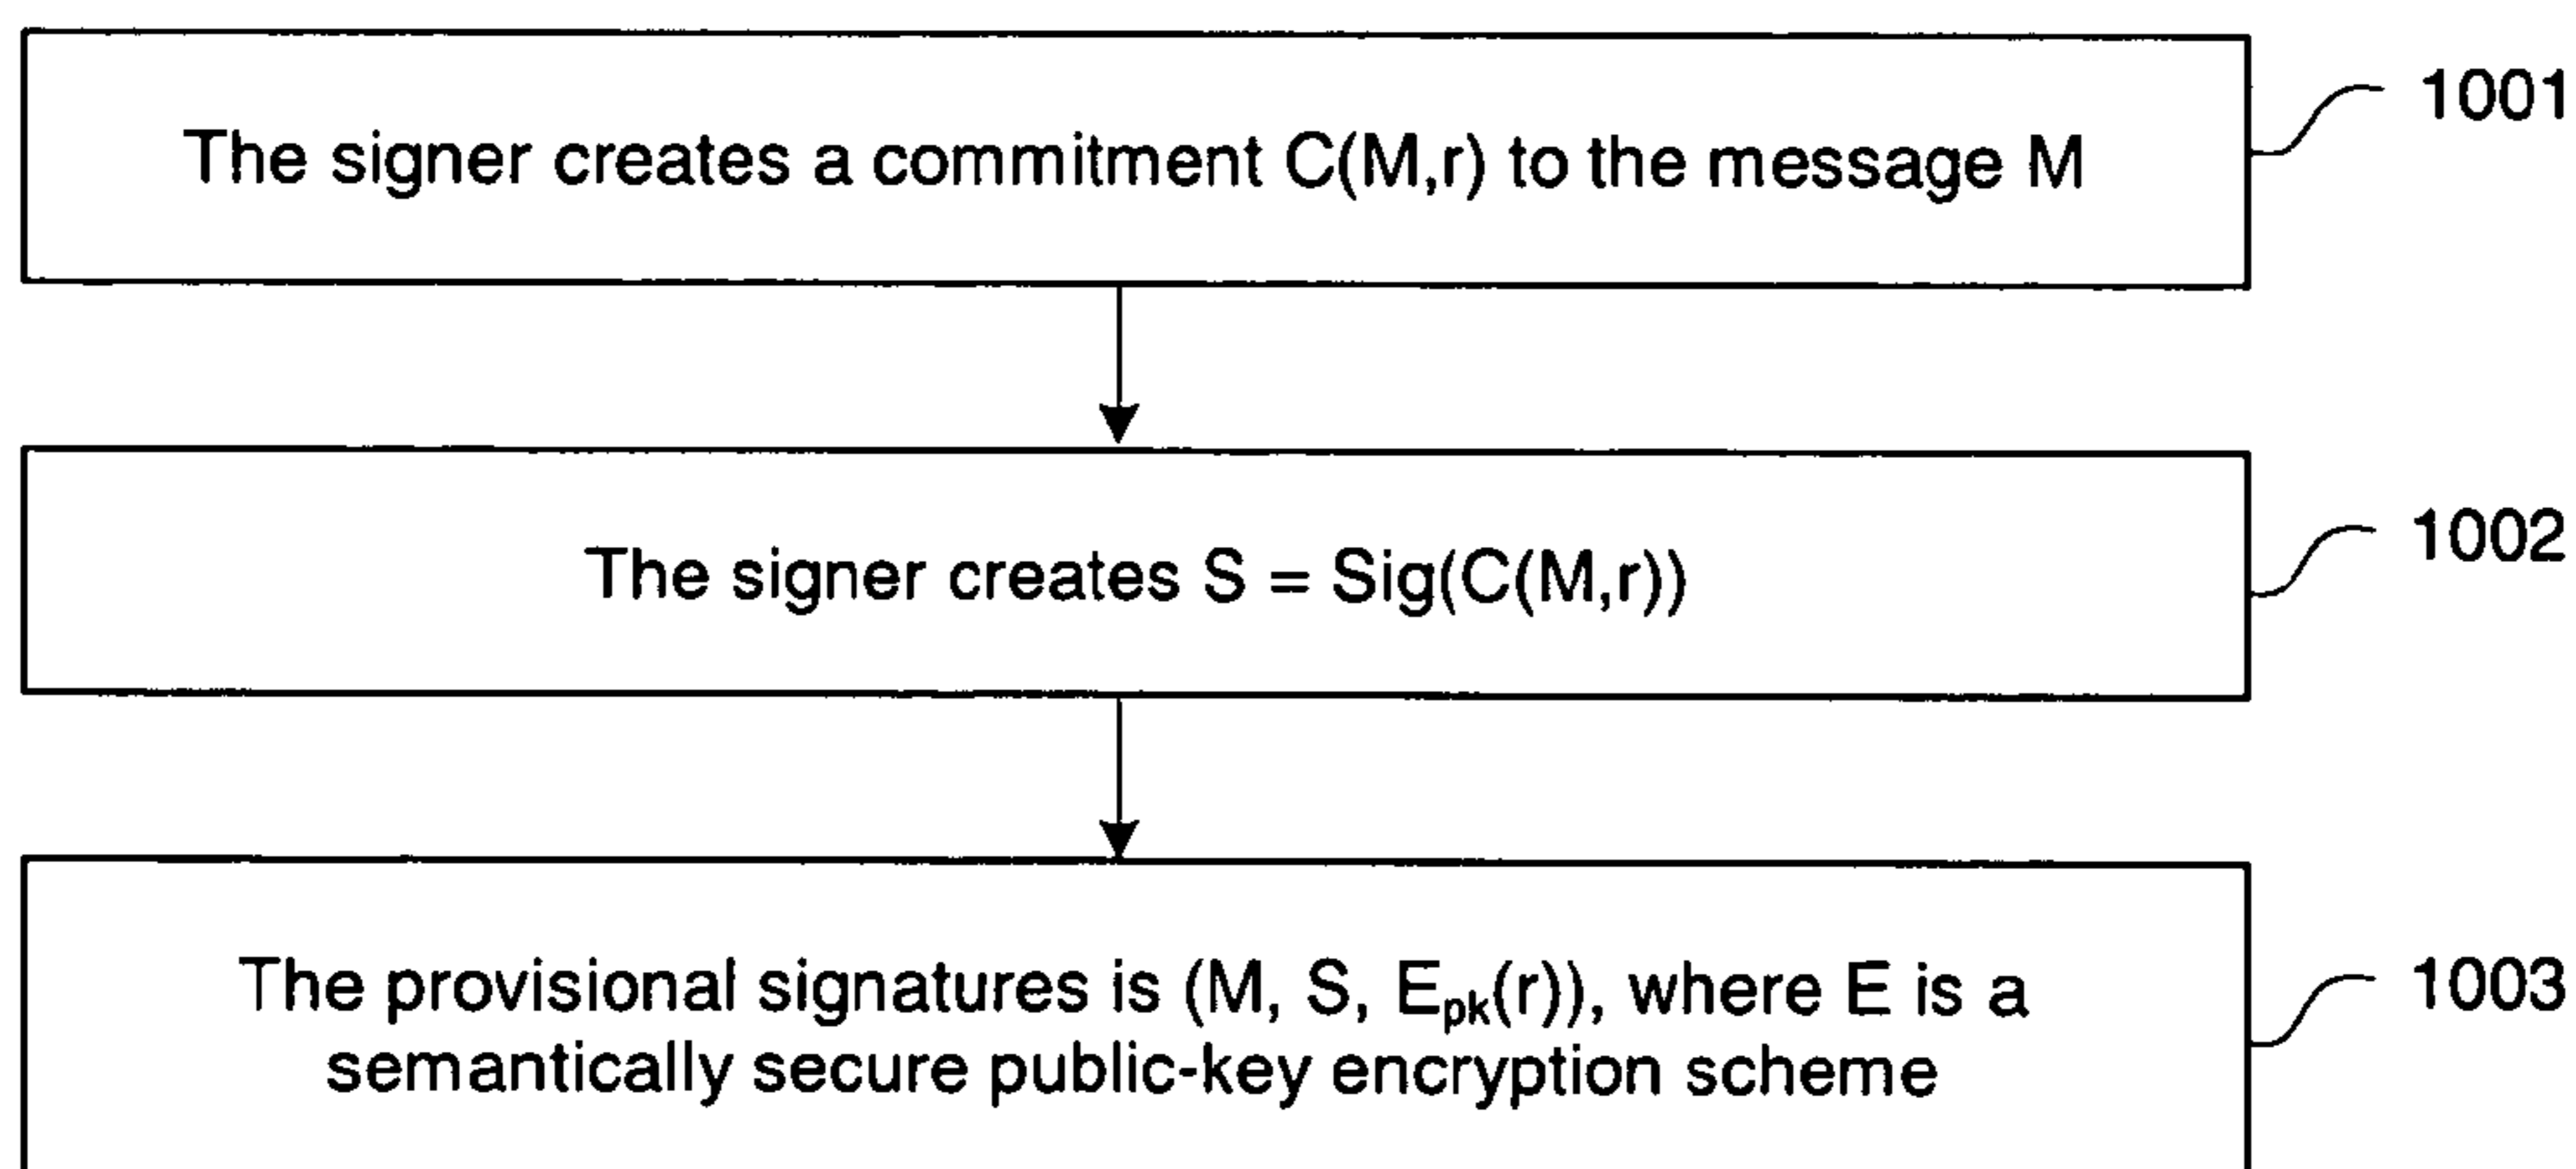 The signer creates a commitment C(M,r) to the message M
1001
The signer creates S = Sig(C(M,r))
1002
The provisional signatures is (M, S, Epk(r)), where E is a
semantically secure public-key encryption scheme
1003